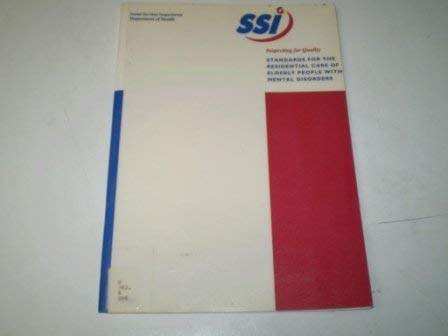 Social Services Inspectorate
Department of Health
SSI
Inspecting for Quality
STANDARDS FOR THE
RESIDENTIAL CARE OF
ELDERLY PEOPLE WITH
MENTAL DISORDERS